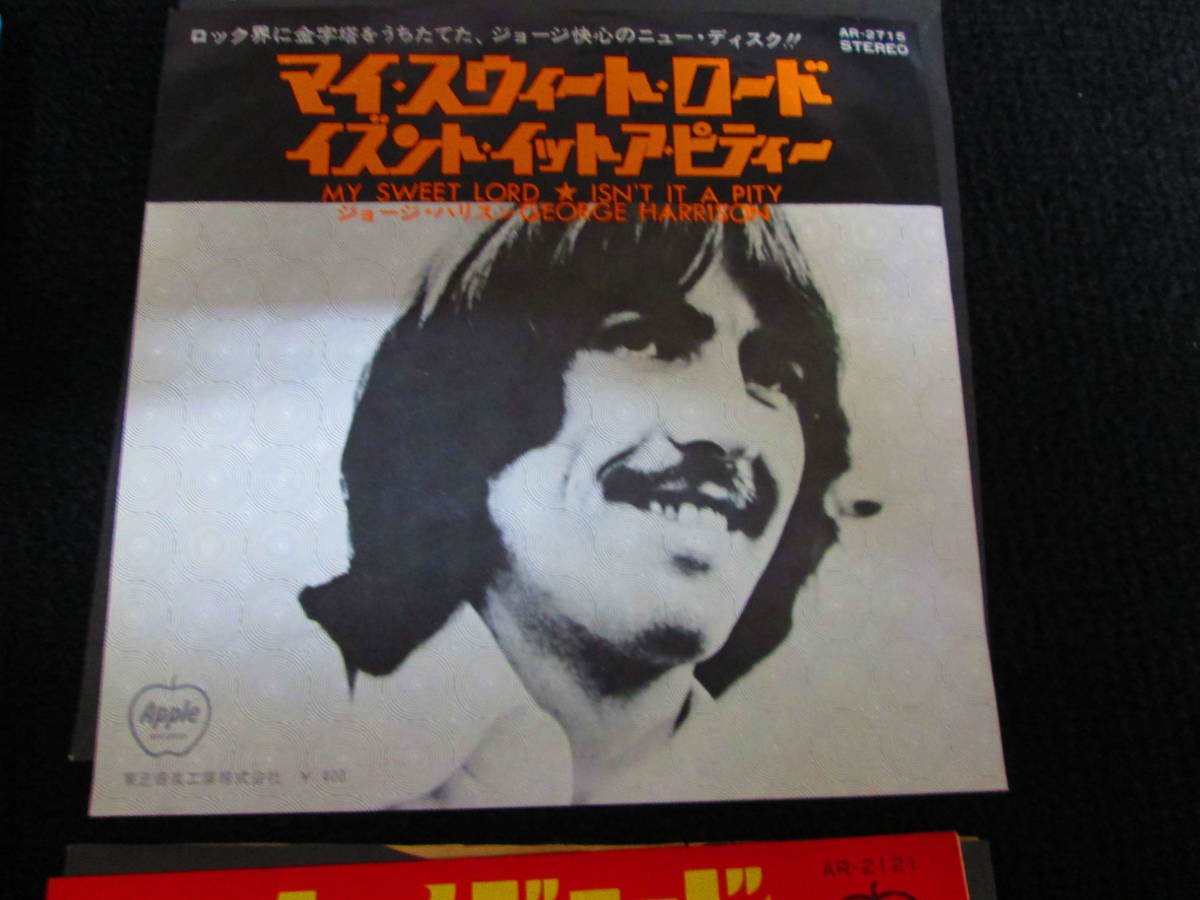 ロック界に金字塔をうちたてた、ジョージ快心のニュー・ディスク!!
AR-2715
STEREO
マイ・スウィート・ロード
イズント・イット・ア・ピティー
MY SWEET LORD ★ ISN'T IT A PITY
ジョージ・ハリスン GEORGE HARRISON
Apple
RECORDS
東芝音楽工業株式会社 ¥ 400
AR-2121